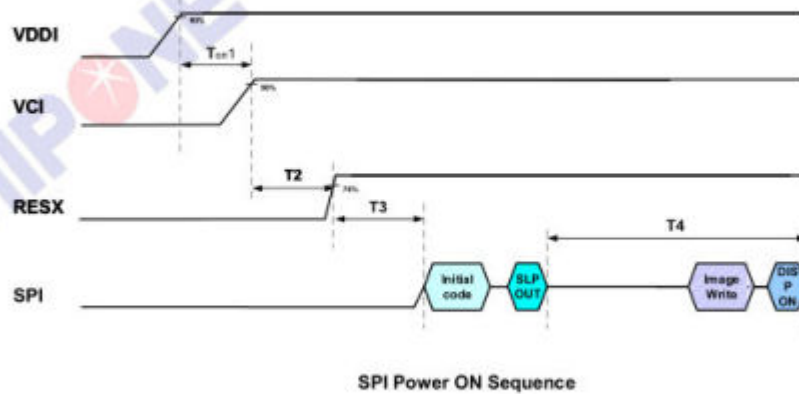 VDDI
90%
Ton1
VCI
90%
T2
RESX
70%
T3
T4
SPI
Initial
code
SLP
OUT
Image
Write
DIS
P
ON
SPI Power ON Sequence